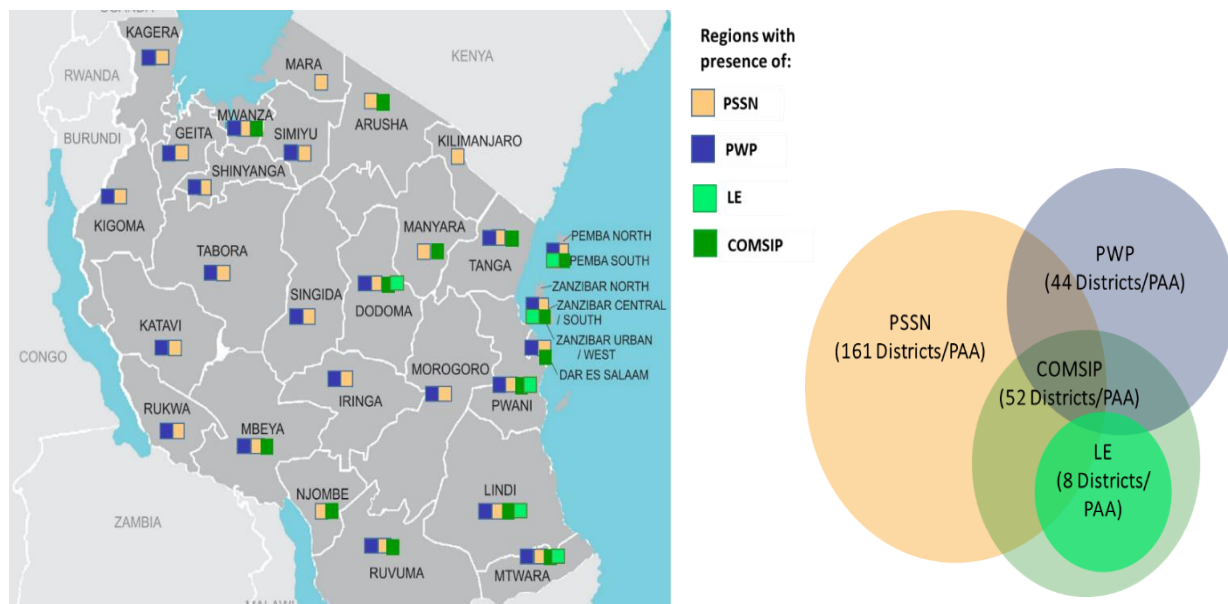 UGANDA
KAGERA
KENYA
RWANDA
MARA
BURUNDI
MWANZA
ARUSHA
GEITA
SIMIYU
KILIMANJARO
SHINYANGA
KIGOMA
MANYARA
PEMBA NORTH
TABORA
TANGA
PEMBA SOUTH
SINGIDA
ZANZIBAR NORTH
DODOMA
ZANZIBAR CENTRAL
/ SOUTH
KATAVI
ZANZIBAR URBAN
/ WEST
CONGO
MOROGORO
DAR ES SALAAM
IRINGA
PWANI
RUKWA
MBEYA
NJOMBE
LINDI
ZAMBIA
RUVUMA
MTWARA
MALAWI
Regions with
presence of:
PSSN
PWP
LE
COMSIP
PWP
(44 Districts/PAA)
PSSN
(161 Districts/PAA)
COMSIP
(52 Districts/PAA)
LE
(8 Districts/
PAA)